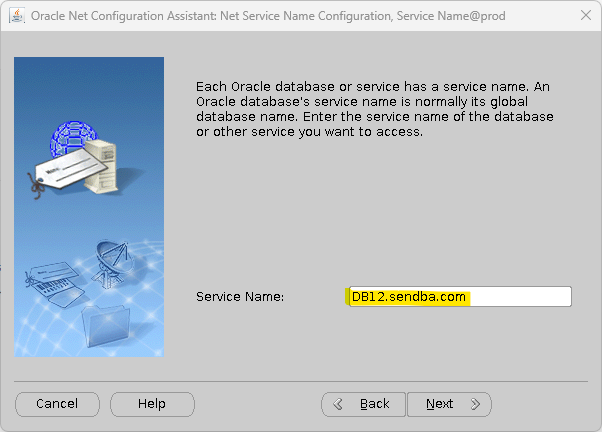 Oracle Net Configuration Assistant: Net Service Name Configuration, Service Name@prod
Each Oracle database or service has a service name. An
Oracle database's service name is normally its global
database name. Enter the service name of the database
or other service you want to access.
Service Name: DB12.sendba.com
Cancel Help Back Next